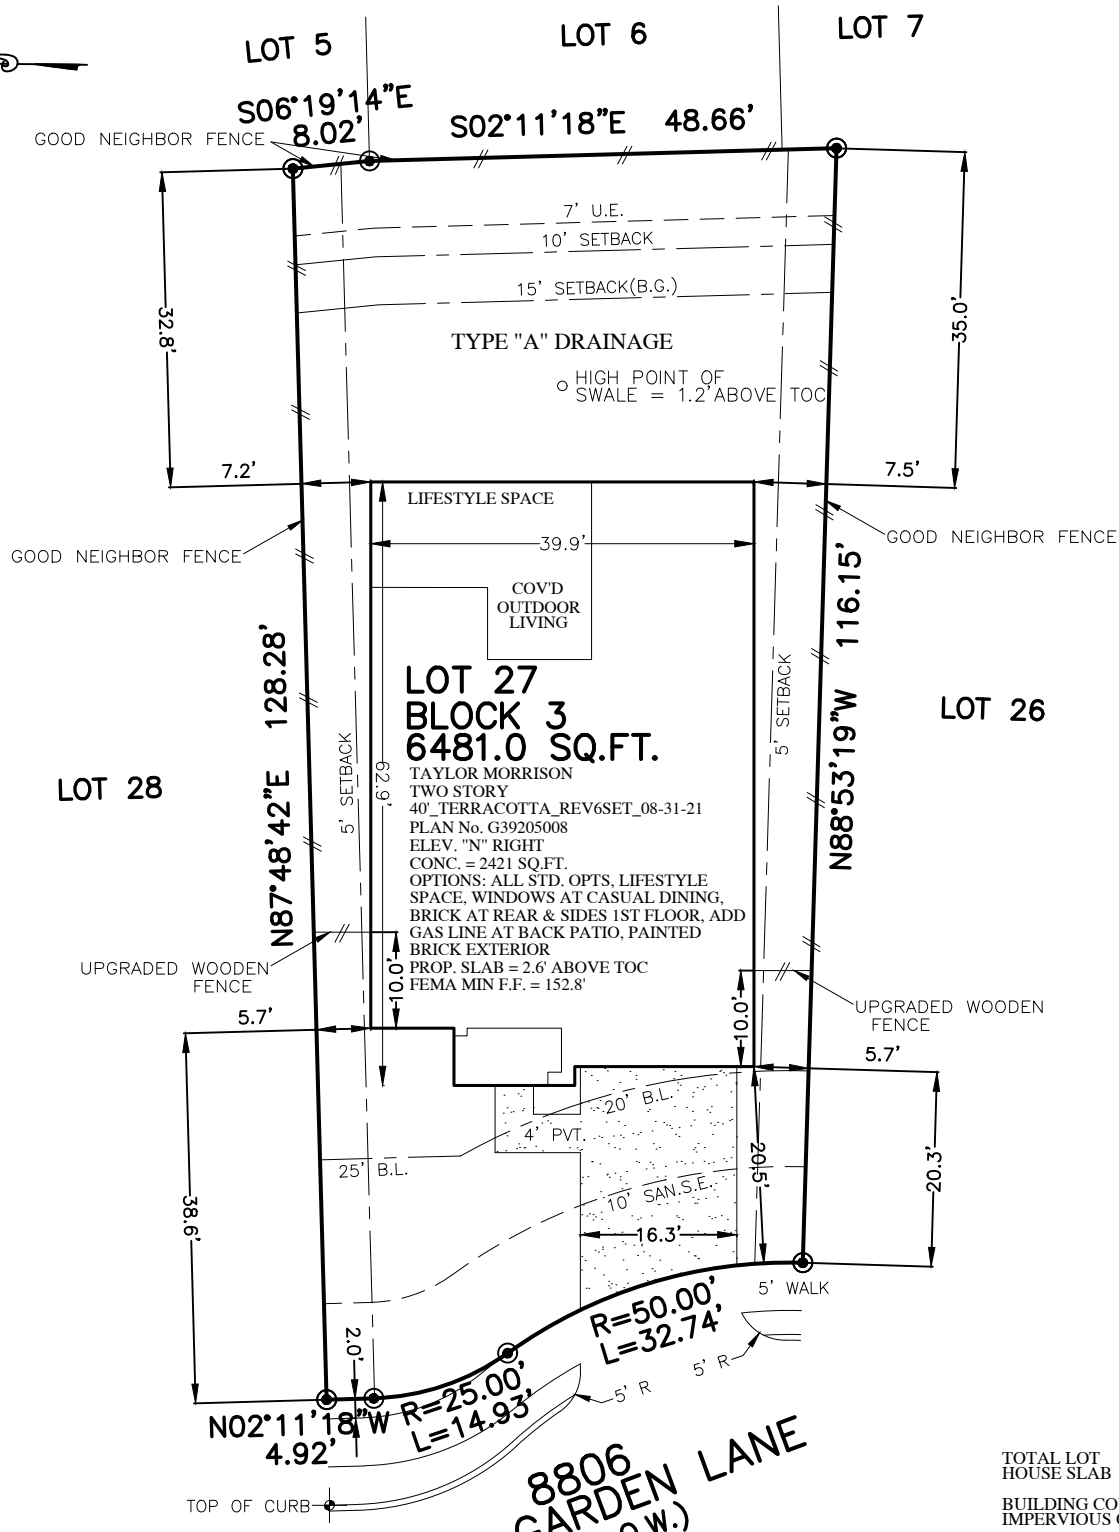 LOT 5
LOT 6
LOT 7
S06°19'14"E
8.02'
S02°11'18"E 48.66'
GOOD NEIGHBOR FENCE
7' U.E.
10' SETBACK
15' SETBACK(B.G.)
32.8'
35.0'
TYPE "A" DRAINAGE
HIGH POINT OF
SWALE = 1.2' ABOVE TOC
7.2'
7.5'
LIFESTYLE SPACE
39.9'
GOOD NEIGHBOR FENCE
GOOD NEIGHBOR FENCE
COV'D
OUTDOOR
LIVING
N87°48'42"E 128.28'
N88°53'19"W 116.15'
5' SETBACK
5' SETBACK
62.9'
LOT 27
BLOCK 3
6481.0 SQ.FT.
LOT 28
LOT 26
TAYLOR MORRISON
TWO STORY
40'_TERRACOTTA_REV6SET_08-31-21
PLAN No. G39205008
ELEV. "N" RIGHT
CONC. = 2421 SQ.FT.
OPTIONS: ALL STD. OPTS, LIFESTYLE
SPACE, WINDOWS AT CASUAL DINING,
BRICK AT REAR & SIDES 1ST FLOOR, ADD
GAS LINE AT BACK PATIO, PAINTED
BRICK EXTERIOR
PROP. SLAB = 2.6' ABOVE TOC
FEMA MIN F.F. = 152.8'
UPGRADED WOODEN
FENCE
10.0'
10.0'
UPGRADED WOODEN
FENCE
5.7'
5.7'
20' B.L.
4' PVT.
25' B.L.
10' SAN.S.E.
20.5'
20.3'
38.6'
16.3'
5' WALK
R=50.00'
L=32.74'
2.0'
5' R
5' R
R=25.00'
L=14.93'
N02°11'18"W
4.92'
TOP OF CURB
8806
GARDEN LANE
W.)
TOTAL LOT
HOUSE SLAB
BUILDING CO
IMPERVIOUS